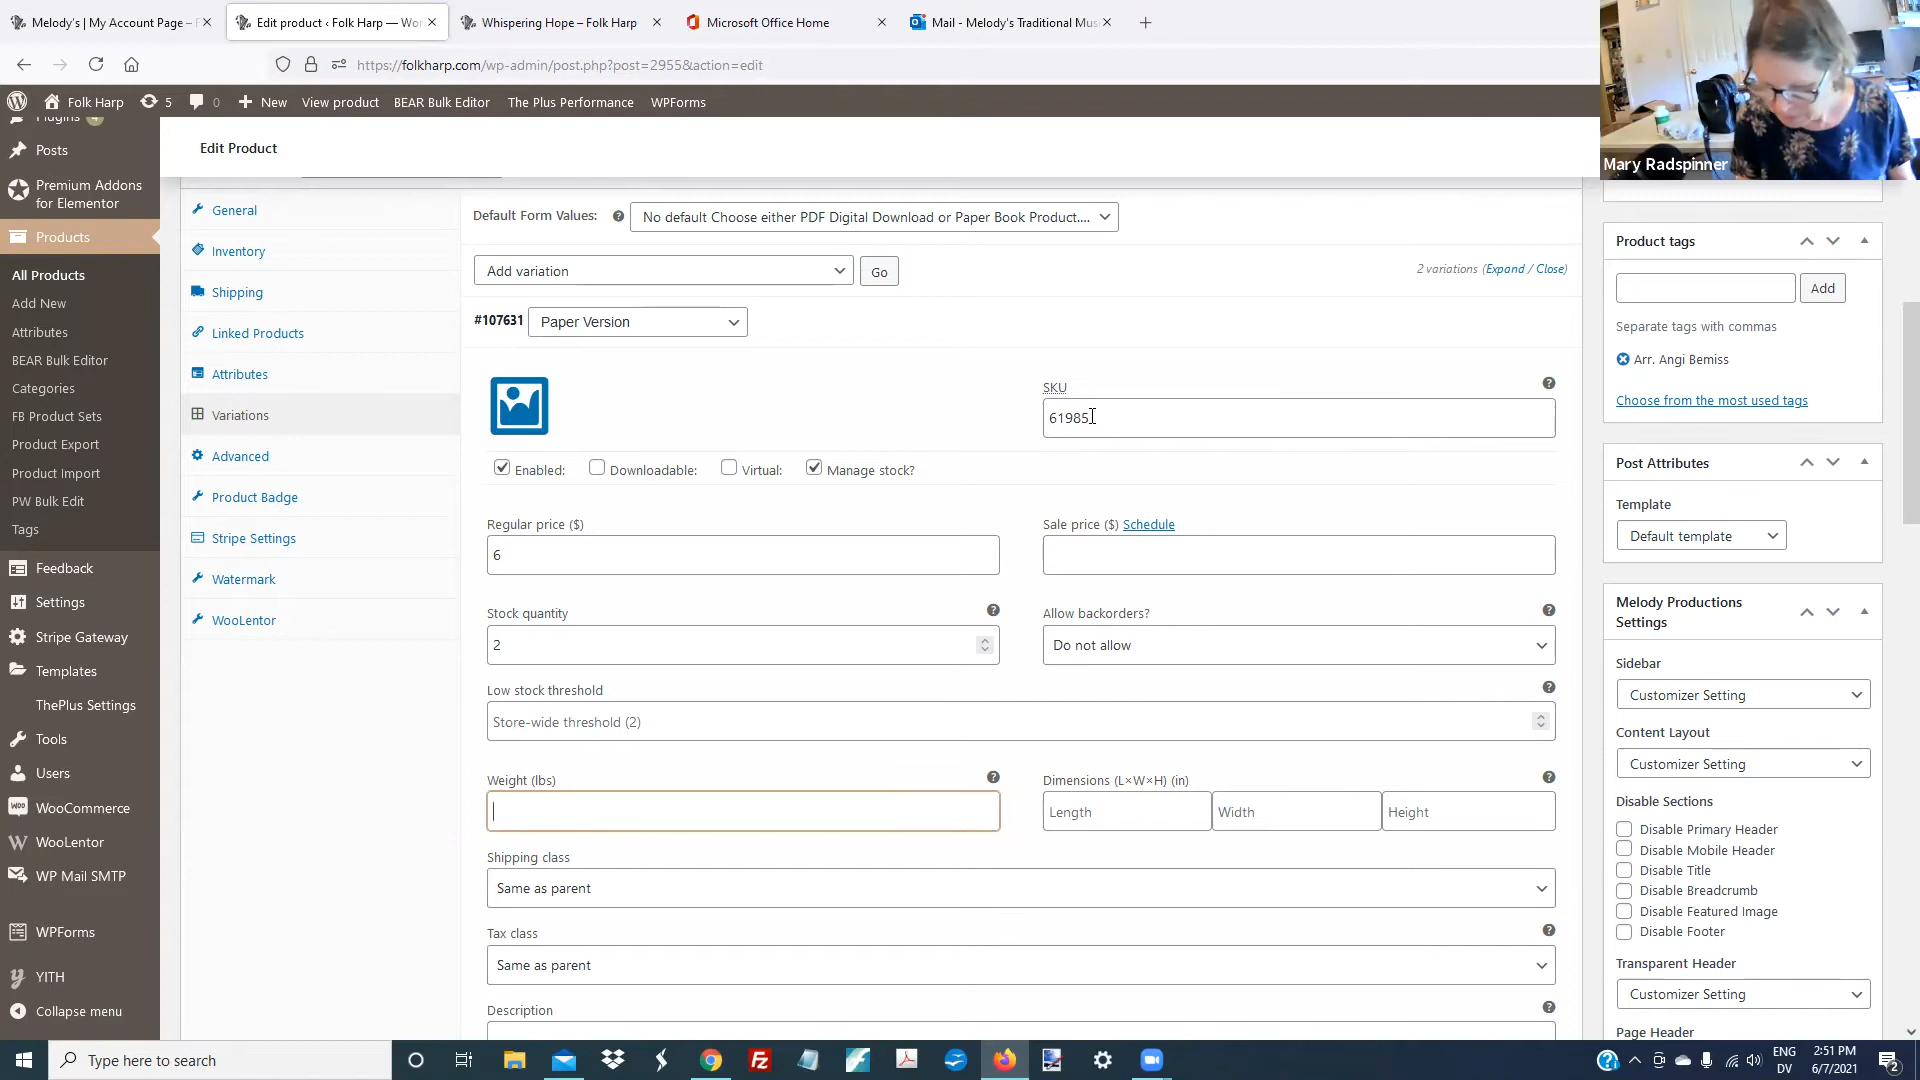 Melody's | My Account Page –
Edit product ‹ Folk Harp — Wor
Whispering Hope – Folk Harp
Microsoft Office Home
Mail - Melody's Traditional Mus
https://folkharp.com/wp-admin/post.php?post=2955&action=edit
Folk Harp
5
0
New
View product
BEAR Bulk Editor
The Plus Performance
WPForms
Mary Radspinner
Plugins 4
Posts
Premium Addons
for Elementor
Products
All Products
Add New
Attributes
BEAR Bulk Editor
Categories
FB Product Sets
Product Export
Product Import
PW Bulk Edit
Tags
Feedback
Settings
Stripe Gateway
Templates
ThePlus Settings
Tools
Users
WooCommerce
WooLentor
WP Mail SMTP
WPForms
YITH
Collapse menu
Edit Product
General
Inventory
Shipping
Linked Products
Attributes
Variations
Advanced
Product Badge
Stripe Settings
Watermark
WooLentor
Default Form Values:
No default Choose either PDF Digital Download or Paper Book Product....
Add variation
Go
2 variations (Expand / Close)
#107631
Paper Version
SKU
61985
Enabled:
Downloadable:
Virtual:
Manage stock?
Regular price ($)
6
Sale price ($) Schedule
Stock quantity
2
Allow backorders?
Do not allow
Low stock threshold
Store-wide threshold (2)
Weight (lbs)
Dimensions (L×W×H) (in)
Length
Width
Height
Shipping class
Same as parent
Tax class
Same as parent
Description
Product tags
Add
Separate tags with commas
Arr. Angi Bemiss
Choose from the most used tags
Post Attributes
Template
Default template
Melody Productions
Settings
Sidebar
Customizer Setting
Content Layout
Customizer Setting
Disable Sections
Disable Primary Header
Disable Mobile Header
Disable Title
Disable Breadcrumb
Disable Featured Image
Disable Footer
Transparent Header
Customizer Setting
Page Header
Type here to search
ENG
DV
2:51 PM
6/7/2021
2